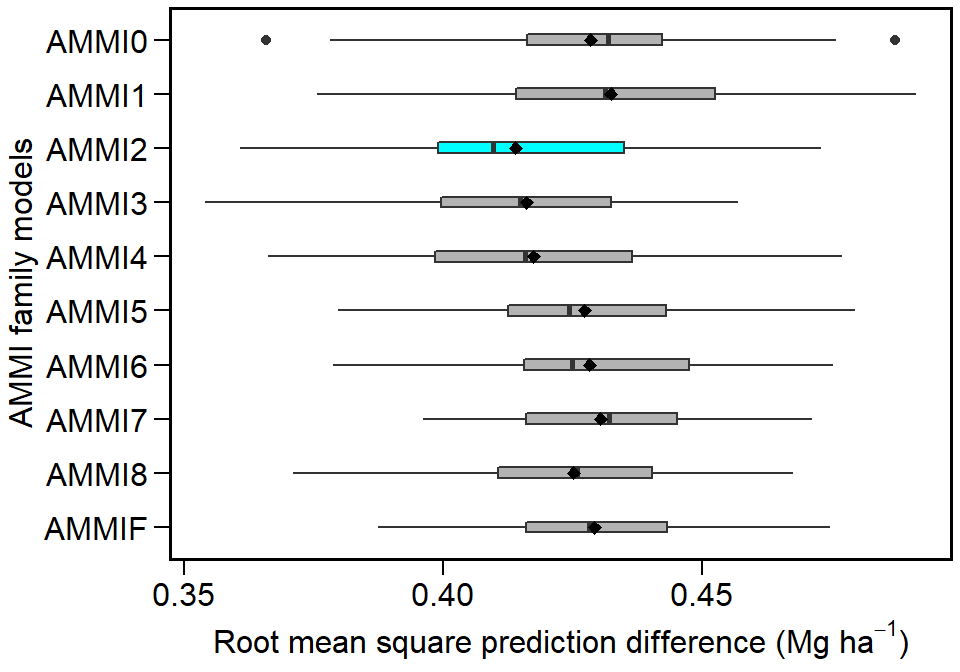 AMMI family models
AMMI0
AMMI1
AMMI2
AMMI3
AMMI4
AMMI5
AMMI6
AMMI7
AMMI8
AMMIF
0.35 0.40 0.45
Root mean square prediction difference (Mg ha⁻¹)